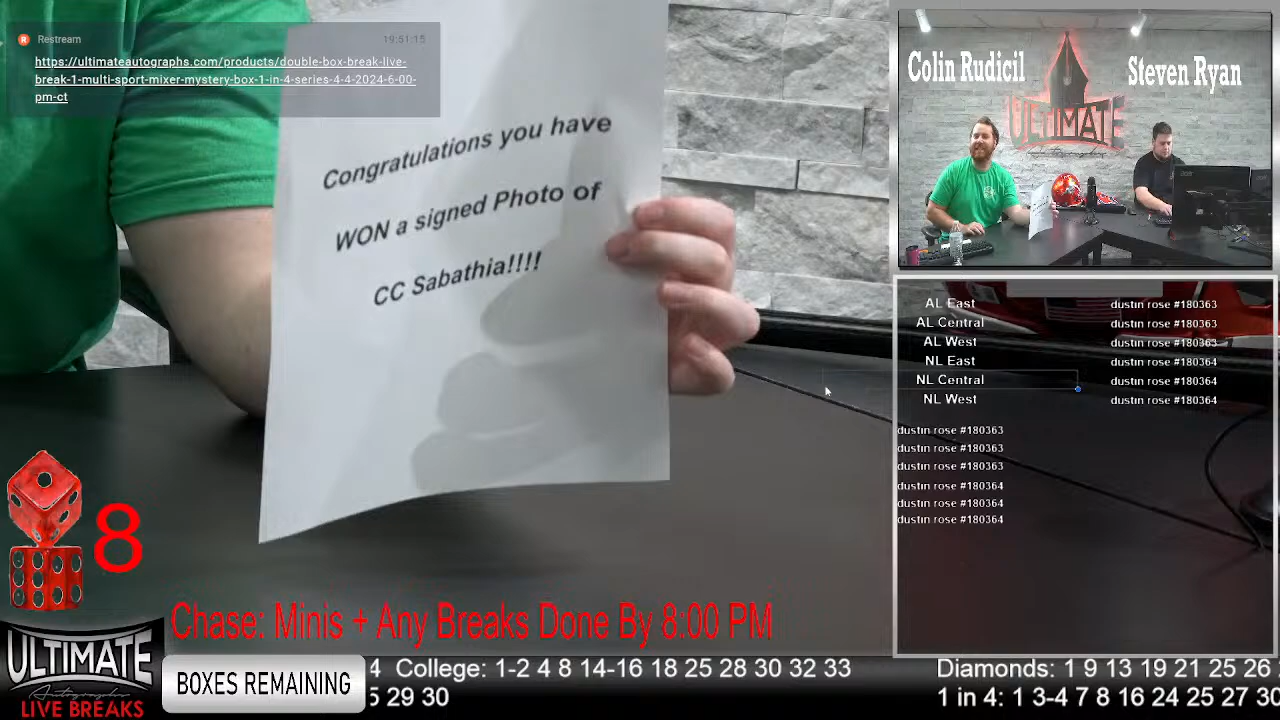 Restream
19:51:15
https://ultimateautographs.com/products/double-box-break-live-
break-1-multi-sport-mixer-mystery-box-1-in-4-series-4-4-2024-6-00-
pm-ct
Congratulations you have
WON a signed Photo of
CC Sabathia!!!!
Colin Rudicil
Steven Ryan
ULTIMATE
AL East dustin rose #180363
AL Central dustin rose #180363
AL West dustin rose #180363
NL East dustin rose #180364
NL Central dustin rose #180364
NL West dustin rose #180364
dustin rose #180363
dustin rose #180363
dustin rose #180363
dustin rose #180364
dustin rose #180364
dustin rose #180364
8
Chase: Minis + Any Breaks Done By 8:00 PM
ULTIMATE
Autographs
LIVE BREAKS
BOXES REMAINING
4 College: 1-2 4 8 14-16 18 25 28 30 32 33
Diamonds: 1 9 13 19 21 25 26
5 29 30
1 in 4: 1 3-4 7 8 16 24 25 27 30